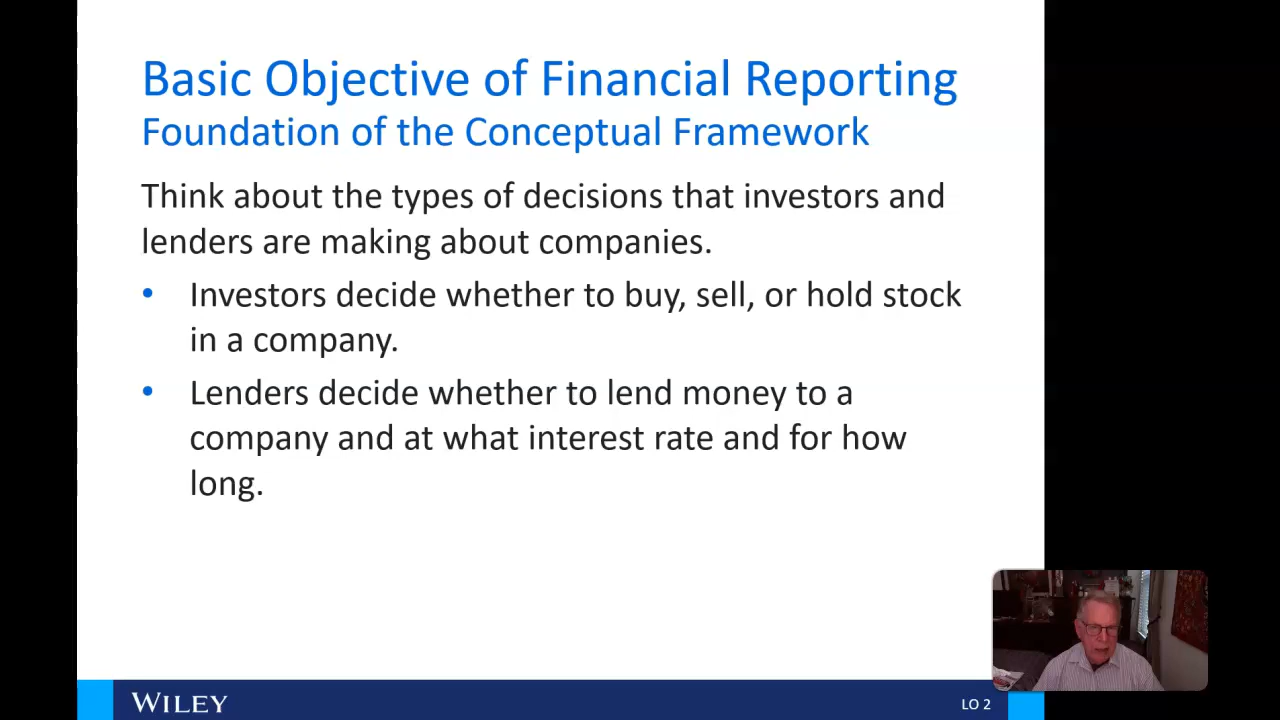 Basic Objective of Financial Reporting
Foundation of the Conceptual Framework
Think about the types of decisions that investors and
lenders are making about companies.
• Investors decide whether to buy, sell, or hold stock
in a company.
• Lenders decide whether to lend money to a
company and at what interest rate and for how
long.
WILEY
LO 2